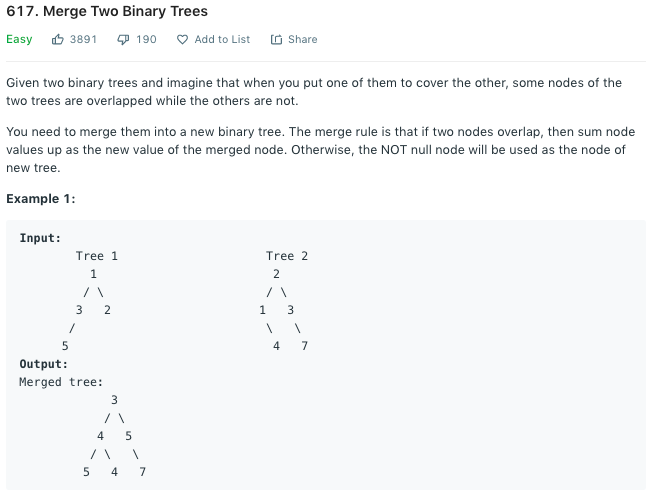 617. Merge Two Binary Trees
Easy 3891 190 Add to List Share
Given two binary trees and imagine that when you put one of them to cover the other, some nodes of the
two trees are overlapped while the others are not.
You need to merge them into a new binary tree. The merge rule is that if two nodes overlap, then sum node
values up as the new value of the merged node. Otherwise, the NOT null node will be used as the node of
new tree.
Example 1:
Input:
Tree 1 Tree 2
1 2
/ \ / \
3 2 1 3
/ \ \
5 4 7
Output:
Merged tree:
3
/ \
4 5
/ \ \
5 4 7